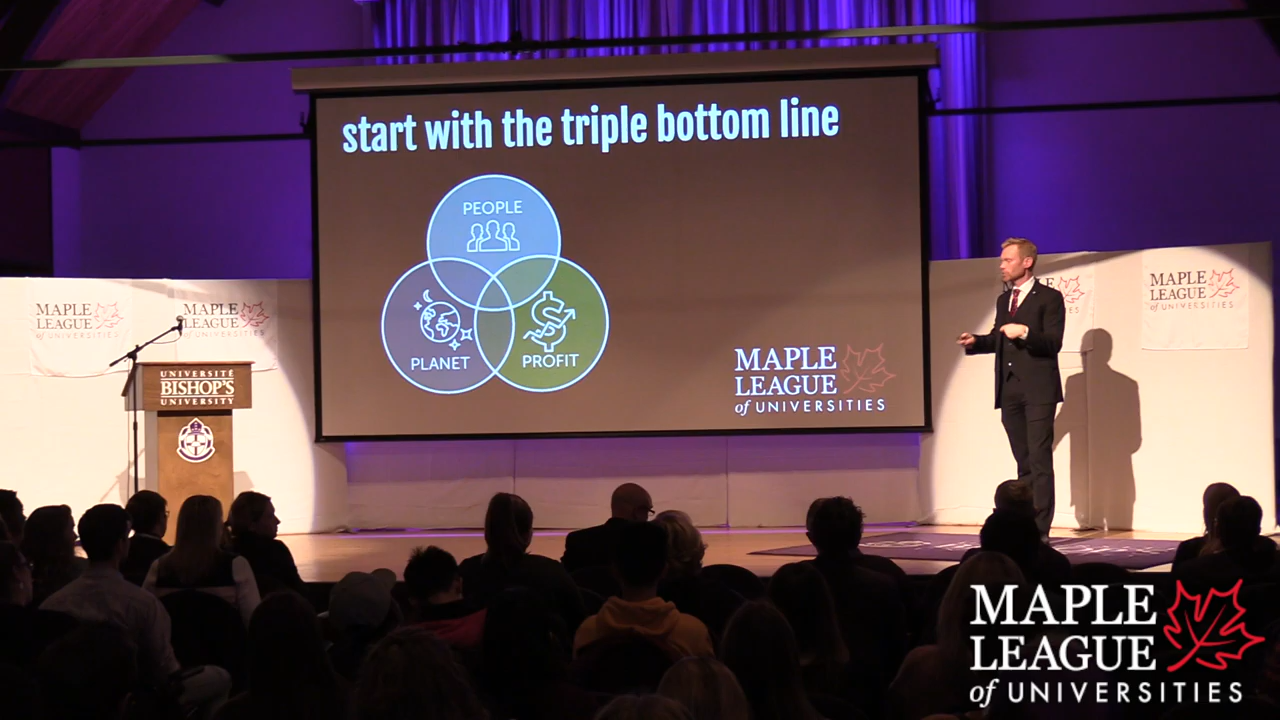 start with the triple bottom line
PEOPLE
PLANET
PROFIT
MAPLE
LEAGUE
of UNIVERSITIES
MAPLE
LEAGUE
of UNIVERSITIES
MAPLE
LEAGUE
of UNIVERSITIES
MAPLE
LEAGUE
of UNIVERSITIES
UNIVERSITÉ
BISHOP'S
UNIVERSITY
MAPLE
LEAGUE
of UNIVERSITIES